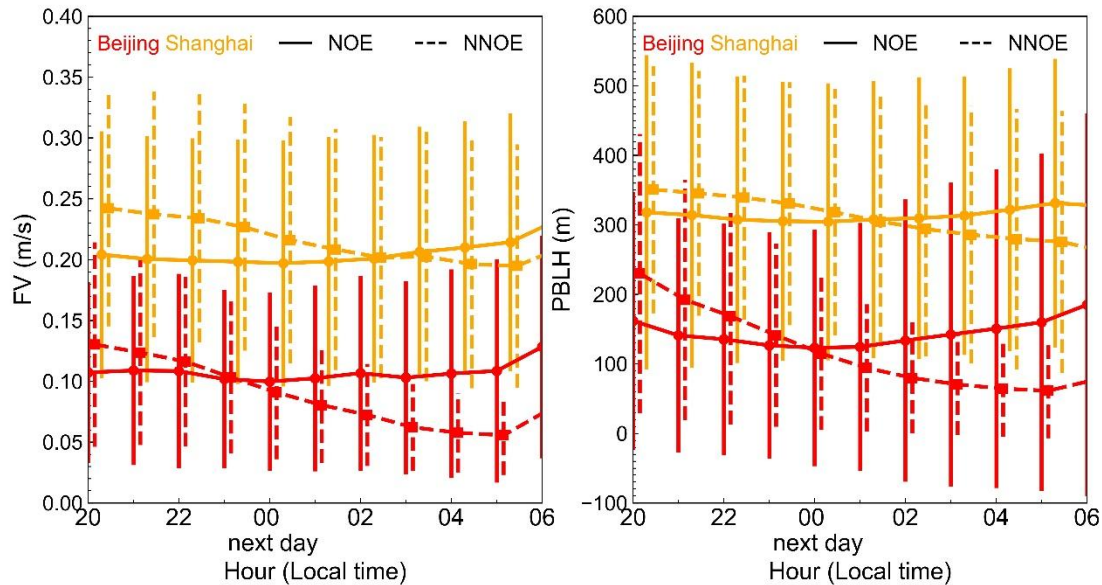 0.40
0.35
0.30
0.25
0.20
0.15
0.10
0.05
0.00
FV (m/s)
Beijing Shanghai NOE NNOE
20 22 00 02 04 06
next day
Hour (Local time)
600
500
400
300
200
100
0
−100
PBLH (m)
Beijing Shanghai NOE NNOE
20 22 00 02 04 06
next day
Hour (Local time)